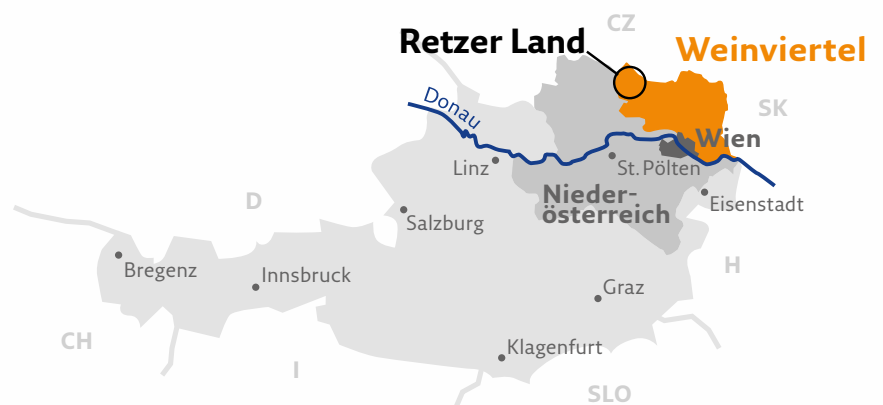 CZ
Retzer Land
Weinviertel
Donau
SK
Wien
Linz
St. Pölten
Nieder-
österreich
Eisenstadt
D
Salzburg
Bregenz
Innsbruck
H
Graz
CH
Klagenfurt
I
SLO